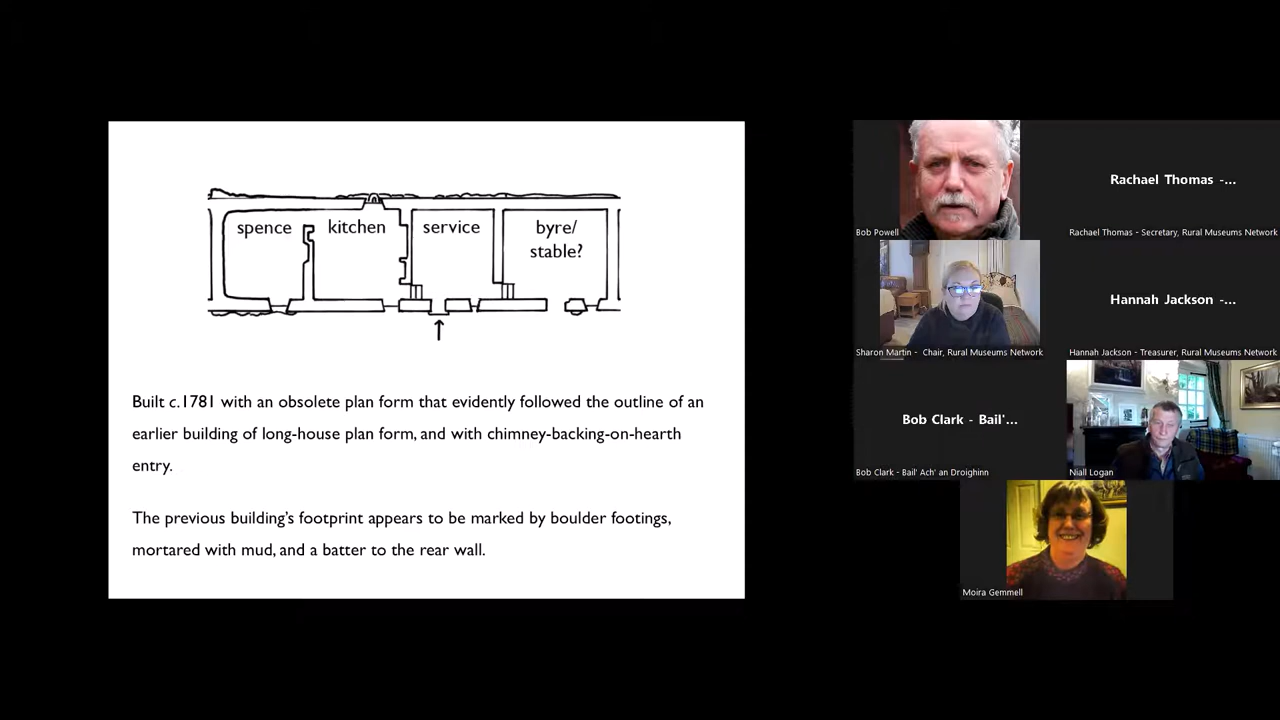 spence
kitchen
service
byre/
stable?
Built c.1781 with an obsolete plan form that evidently followed the outline of an
earlier building of long-house plan form, and with chimney-backing-on-hearth
entry.
The previous building's footprint appears to be marked by boulder footings,
mortared with mud, and a batter to the rear wall.
Bob Powell
Rachael Thomas -...
Rachael Thomas - Secretary, Rural Museums Network
Sharon Martin - Chair, Rural Museums Network
Hannah Jackson -...
Hannah Jackson - Treasurer, Rural Museums Network
Bob Clark - Bail'...
Bob Clark - Bail' Ach' an Droighinn
Niall Logan
Moira Gemmell